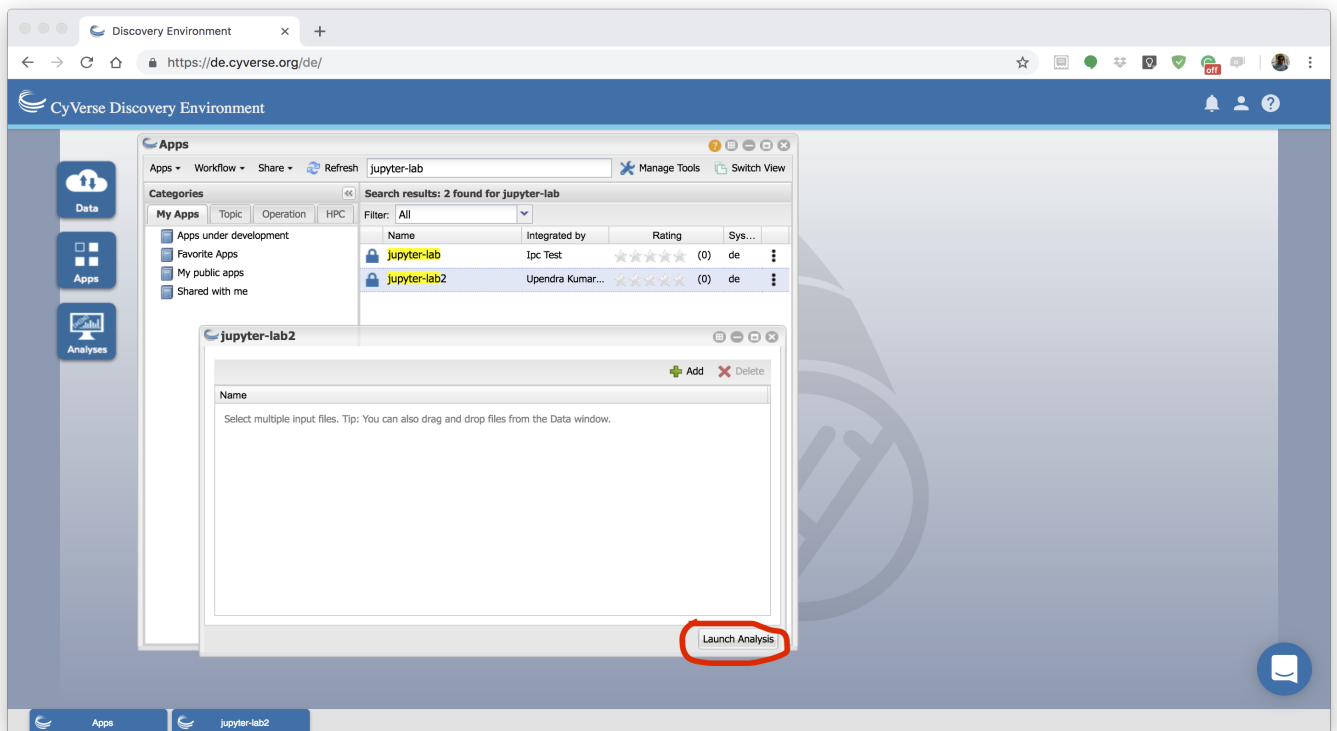 Discovery Environment
https://de.cyverse.org/de/
off
CyVerse Discovery Environment
Data
Apps
Analyses
Apps
Apps Workflow Share Refresh jupyter-lab Manage Tools Switch View
Categories
My Apps Topic Operation HPC
Apps under development
Favorite Apps
My public apps
Shared with me
Search results: 2 found for jupyter-lab
Filter: All
Name Integrated by Rating Sys...
jupyter-lab Ipc Test (0) de
jupyter-lab2 Upendra Kumar... (0) de
jupyter-lab2
Add Delete
Name
Select multiple input files. Tip: You can also drag and drop files from the Data window.
Launch Analysis
Apps jupyter-lab2